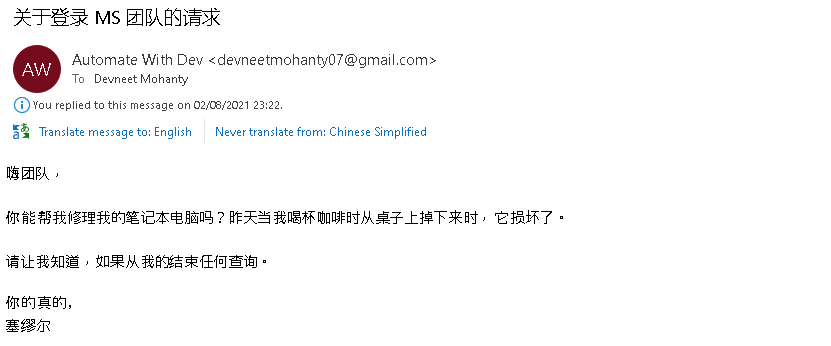 关于登录 MS 团队的请求
AW
Automate With Dev <devneetmohanty07@gmail.com>
To Devneet Mohanty
You replied to this message on 02/08/2021 23:22.
Translate message to: English
Never translate from: Chinese Simplified
嗨团队，
你能帮我修理我的笔记本电脑吗？昨天当我喝杯咖啡时从桌子上掉下来时，它损坏了。
请让我知道，如果从我的结束任何查询。
你的真的,
塞缪尔